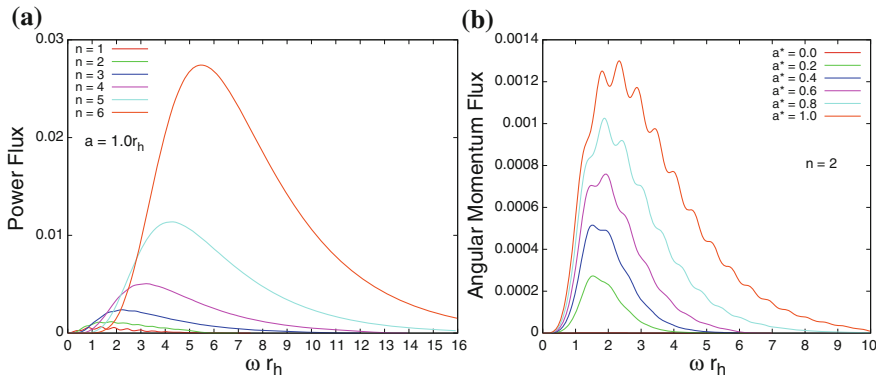 (a)
Power Flux
0.03
0.02
0.01
0
n = 1
n = 2
n = 3
n = 4
n = 5
n = 6
a = 1.0rh
0 1 2 3 4 5 6 7 8 9 10 11 12 13 14 15 16
ω rh
(b)
Angular Momentum Flux
0.0014
0.0012
0.001
0.0008
0.0006
0.0004
0.0002
0
a* = 0.0
a* = 0.2
a* = 0.4
a* = 0.6
a* = 0.8
a* = 1.0
n = 2
0 1 2 3 4 5 6 7 8 9 10
ω rh